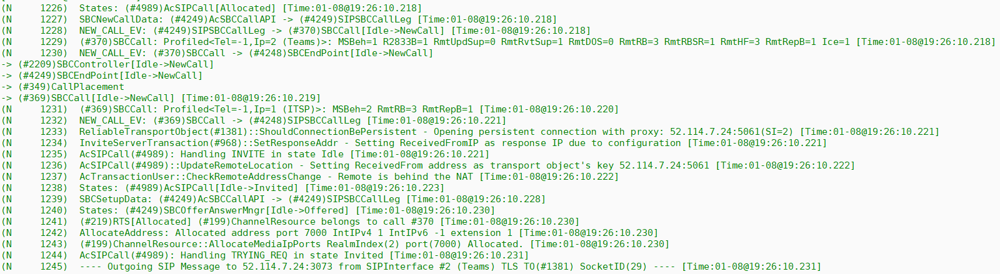 (N     1226)  States: (#4989)AcSIPCall[Allocated] [Time:01-08@19:26:10.218]
(N     1227)  SBCNewCallData: (#4249)AcSBCCallAPI -> (#4249)SIPSBCCallLeg [Time:01-08@19:26:10.218]
(N     1228)  NEW_CALL_EV: (#4249)SIPSBCCallLeg -> (#370)SBCCall[Idle->NewCall] [Time:01-08@19:26:10.218]
(N     1229)  (#370)SBCCall: Profiled<Tel=-1,Ip=2 (Teams)>: MSBeh=1 R2833B=1 RmtUpdSup=0 RmtRvtSup=1 RmtDOS=0 RmtRB=3 RmtRBSR=1 RmtHF=3 RmtRepB=1 Ice=1 [Time:01-08@19:26:10.218]
(N     1230)  NEW_CALL_EV: (#370)SBCCall -> (#4248)SBCEndPoint[Idle->NewCall]
-> (#2209)SBCController[Idle->NewCall]
-> (#4249)SBCEndPoint[Idle->NewCall]
-> (#349)CallPlacement
-> (#369)SBCCall[Idle->NewCall] [Time:01-08@19:26:10.219]
(N     1231)  (#369)SBCCall: Profiled<Tel=-1,Ip=1 (ITSP)>: MSBeh=2 RmtRB=3 RmtRepB=1 [Time:01-08@19:26:10.220]
(N     1232)  NEW_CALL_EV: (#369)SBCCall -> (#4248)SIPSBCCallLeg [Time:01-08@19:26:10.221]
(N     1233)  ReliableTransportObject(#1381)::ShouldConnectionBePersistent - Opening persistent connection with proxy: 52.114.7.24:5061(SI=2) [Time:01-08@19:26:10.221]
(N     1234)  InviteServerTransaction(#968)::SetResponseAddr - Setting ReceivedFromIP as response IP due to configuration [Time:01-08@19:26:10.221]
(N     1235)  AcSIPCall(#4989): Handling INVITE in state Idle [Time:01-08@19:26:10.221]
(N     1236)  AcSIPCall(#4989)::UpdateRemoteLocation - Setting ReceivedFrom address as transport object's key 52.114.7.24:5061 [Time:01-08@19:26:10.222]
(N     1237)  AcTransactionUser::CheckRemoteAddressChange - Remote is behind the NAT [Time:01-08@19:26:10.222]
(N     1238)  States: (#4989)AcSIPCall[Idle->Invited] [Time:01-08@19:26:10.223]
(N     1239)  SBCSetupData: (#4249)AcSBCCallAPI -> (#4249)SIPSBCCallLeg [Time:01-08@19:26:10.228]
(N     1240)  States: (#4249)SBCOfferAnswerMngr[Idle->Offered] [Time:01-08@19:26:10.230]
(N     1241)  (#219)RTS[Allocated] (#199)ChannelResource belongs to call #370 [Time:01-08@19:26:10.230]
(N     1242)  AllocateAddress: Allocated address port 7000 IntIPv4 1 IntIPv6 -1 extension 1 [Time:01-08@19:26:10.230]
(N     1243)  (#199)ChannelResource::AllocateMediaIpPorts RealmIndex(2) port(7000) Allocated. [Time:01-08@19:26:10.230]
(N     1244)  AcSIPCall(#4989): Handling TRYING_REQ in state Invited [Time:01-08@19:26:10.231]
(N     1245)  ---- Outgoing SIP Message to 52.114.7.24:3073 from SIPInterface #2 (Teams) TLS TO(#1381) SocketID(29) ---- [Time:01-08@19:26:10.231]